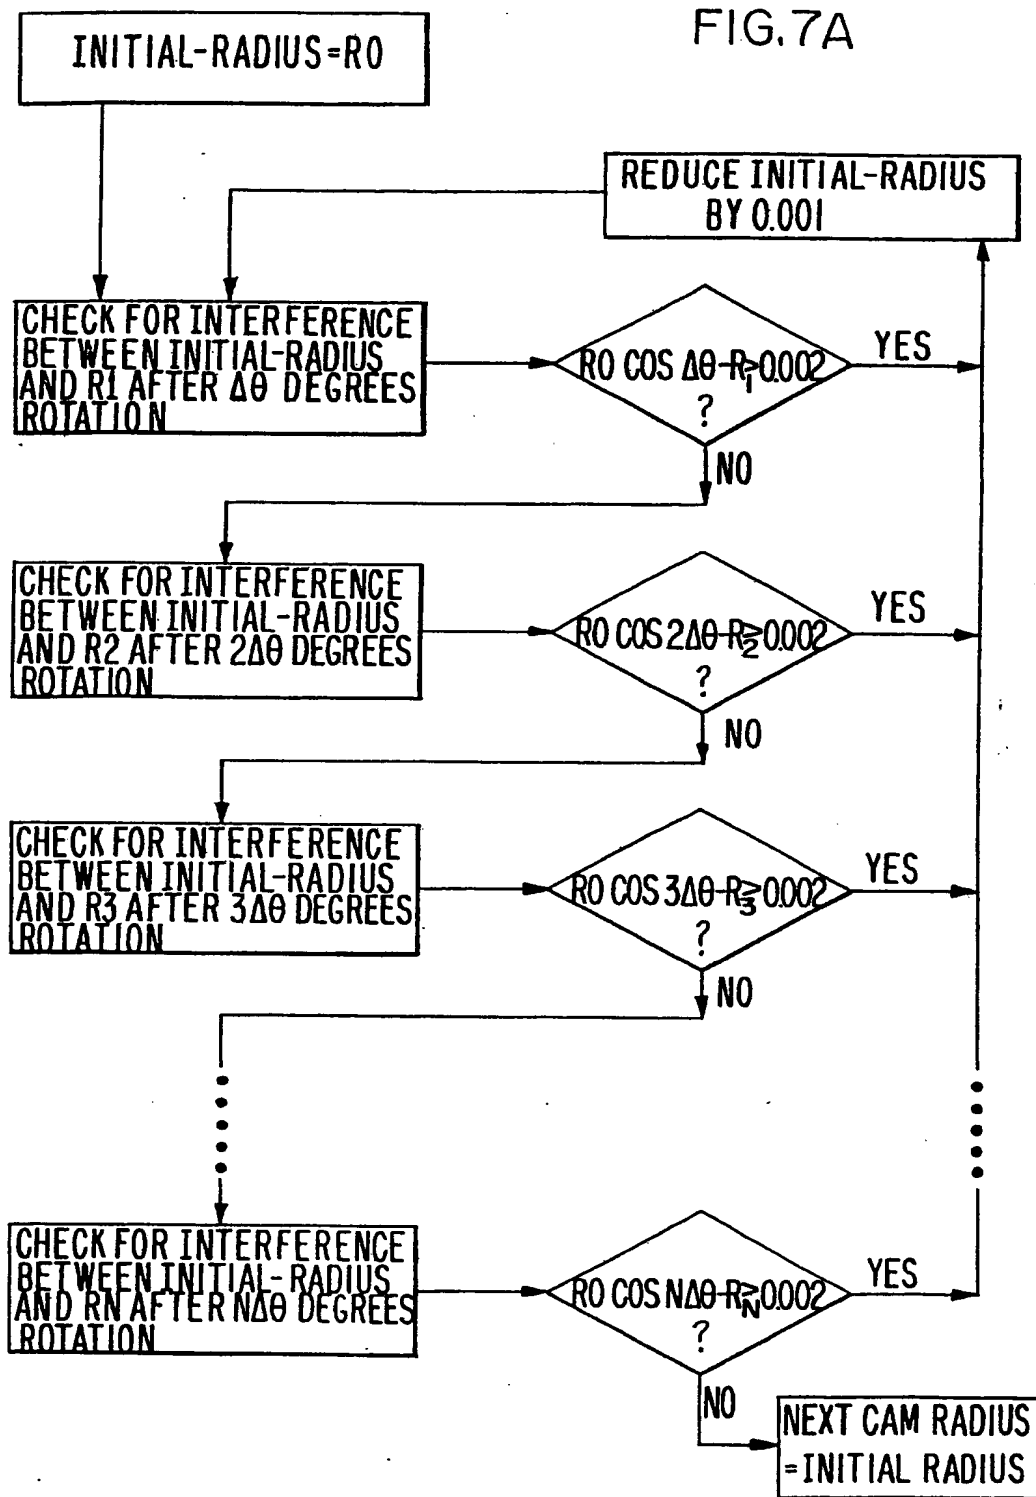 FIG.7A
INITIAL-RADIUS=R0
REDUCE INITIAL-RADIUS
BY 0.001
CHECK FOR INTERFERENCE
BETWEEN INITIAL-RADIUS
AND R1 AFTER Δθ DEGREES
ROTATION
R0 COS Δθ-R₁≥0.002
?
YES
NO
CHECK FOR INTERFERENCE
BETWEEN INITIAL-RADIUS
AND R2 AFTER 2Δθ DEGREES
ROTATION
R0 COS 2Δθ-R₂≥0.002
?
YES
NO
CHECK FOR INTERFERENCE
BETWEEN INITIAL-RADIUS
AND R3 AFTER 3Δθ DEGREES
ROTATION
R0 COS 3Δθ-R₃≥0.002
?
YES
NO
CHECK FOR INTERFERENCE
BETWEEN INITIAL-RADIUS
AND RN AFTER NΔθ DEGREES
ROTATION
R0 COS NΔθ-R_N≥0.002
?
YES
NO
NEXT CAM RADIUS
=INITIAL RADIUS